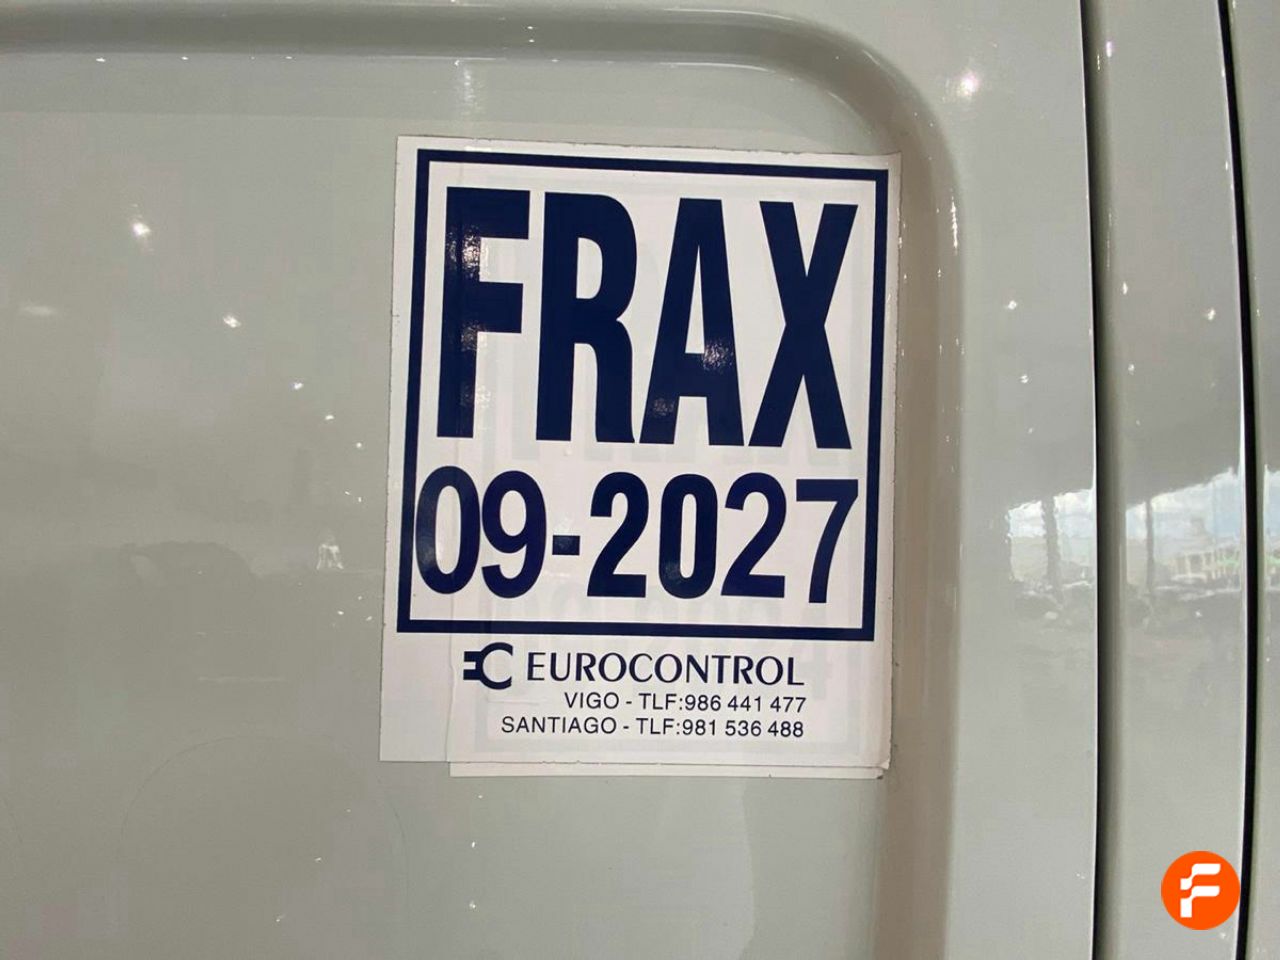 FRAX
09-2027
EUROCONTROL
VIGO - TLF:986 441 477
SANTIAGO - TLF:981 536 488